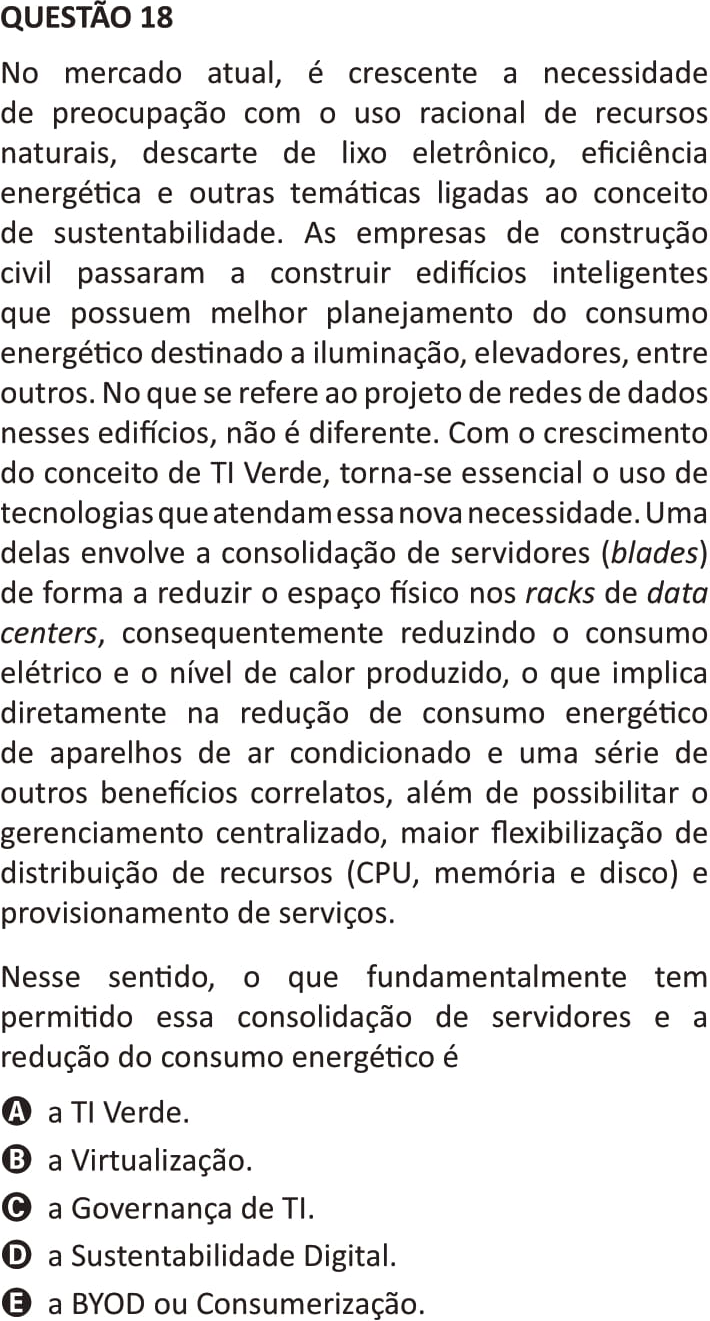 QUESTÃO 18
No mercado atual, é crescente a necessidade
de preocupação com o uso racional de recursos
naturais, descarte de lixo eletrônico, eficiência
energética e outras temáticas ligadas ao conceito
de sustentabilidade. As empresas de construção
civil passaram a construir edifícios inteligentes
que possuem melhor planejamento do consumo
energético destinado a iluminação, elevadores, entre
outros. No que se refere ao projeto de redes de dados
nesses edifícios, não é diferente. Com o crescimento
do conceito de TI Verde, torna-se essencial o uso de
tecnologias que atendam essa nova necessidade. Uma
delas envolve a consolidação de servidores (blades)
de forma a reduzir o espaço físico nos racks de data
centers, consequentemente reduzindo o consumo
elétrico e o nível de calor produzido, o que implica
diretamente na redução de consumo energético
de aparelhos de ar condicionado e uma série de
outros benefícios correlatos, além de possibilitar o
gerenciamento centralizado, maior flexibilização de
distribuição de recursos (CPU, memória e disco) e
provisionamento de serviços.
Nesse sentido, o que fundamentalmente tem
permitido essa consolidação de servidores e a
redução do consumo energético é
A a TI Verde.
B a Virtualização.
C a Governança de TI.
D a Sustentabilidade Digital.
E a BYOD ou Consumerização.